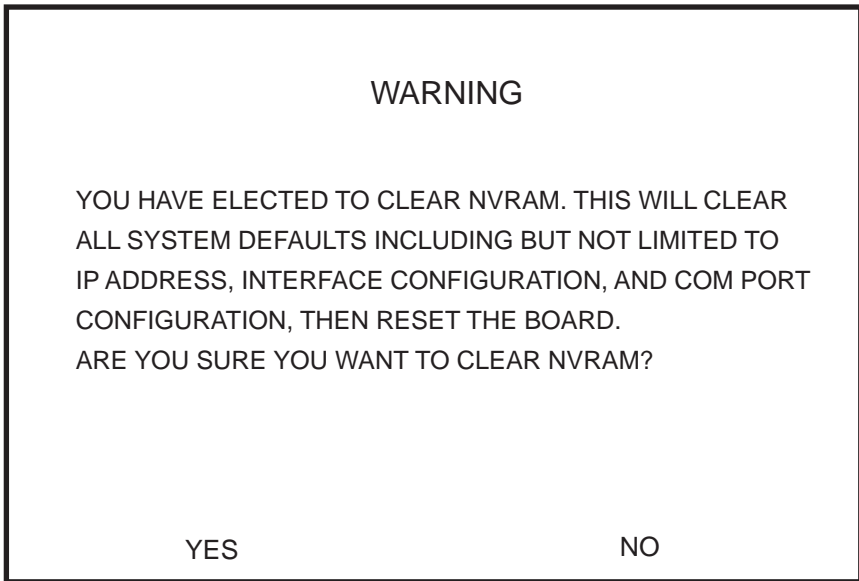 WARNING
YOU HAVE ELECTED TO CLEAR NVRAM. THIS WILL CLEAR
ALL SYSTEM DEFAULTS INCLUDING BUT NOT LIMITED TO
IP ADDRESS, INTERFACE CONFIGURATION, AND COM PORT
CONFIGURATION, THEN RESET THE BOARD.
ARE YOU SURE YOU WANT TO CLEAR NVRAM?
YES NO